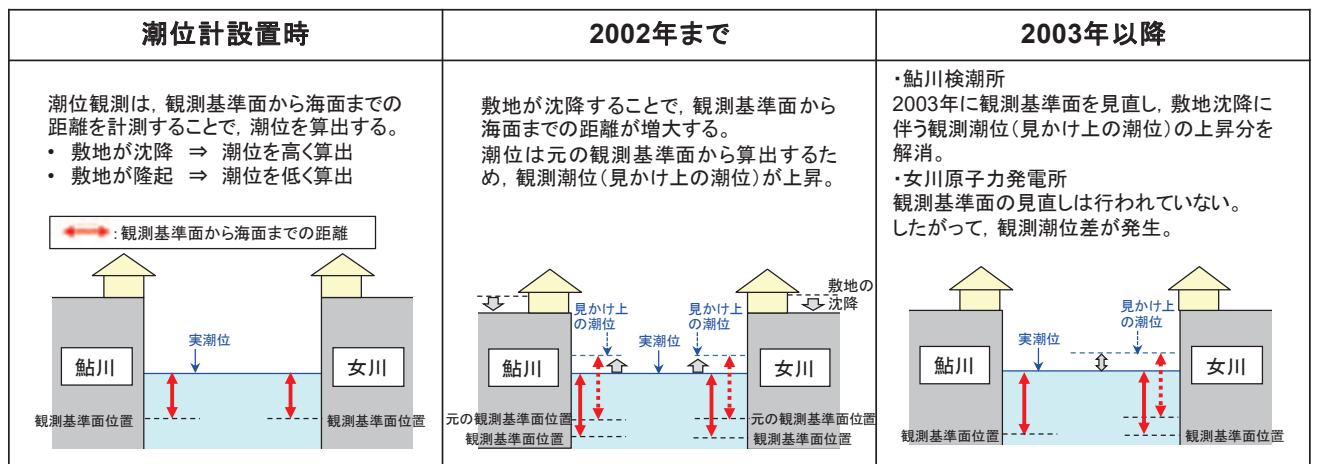 潮位計設置時
潮位観測は，観測基準面から海面までの
距離を計測することで，潮位を算出する。
• 敷地が沈降 ⇒ 潮位を高く算出
• 敷地が隆起 ⇒ 潮位を低く算出
：観測基準面から海面までの距離
実潮位
鮎川
女川
観測基準面位置
観測基準面位置
2002年まで
敷地が沈降することで，観測基準面から
海面までの距離が増大する。
潮位は元の観測基準面から算出するた
め，観測潮位（見かけ上の潮位）が上昇。
敷地の
沈降
見かけ上
の潮位
実潮位
見かけ上
の潮位
鮎川
女川
元の観測基準面位置
元の観測基準面位置
観測基準面位置
観測基準面位置
2003年以降
・鮎川検潮所
2003年に観測基準面を見直し，敷地沈降に
伴う観測潮位（見かけ上の潮位）の上昇分を
解消。
・女川原子力発電所
観測基準面の見直しは行われていない。
したがって，観測潮位差が発生。
見かけ上
の潮位
実潮位
鮎川
女川
観測基準面位置
観測基準面位置